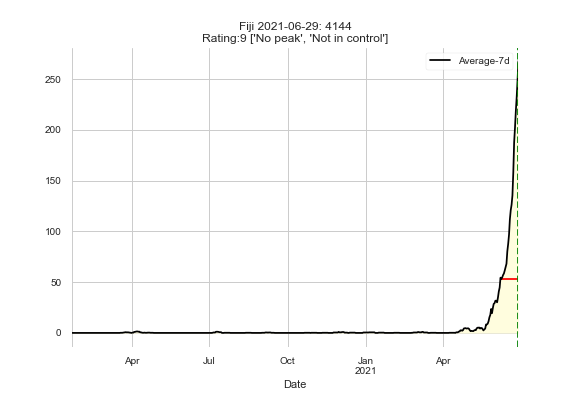 Fiji 2021-06-29: 4144
Rating:9 ['No peak', 'Not in control']
Average-7d
250
200
150
100
50
0
Apr
Jul
Oct
Jan
2021
Apr
Date